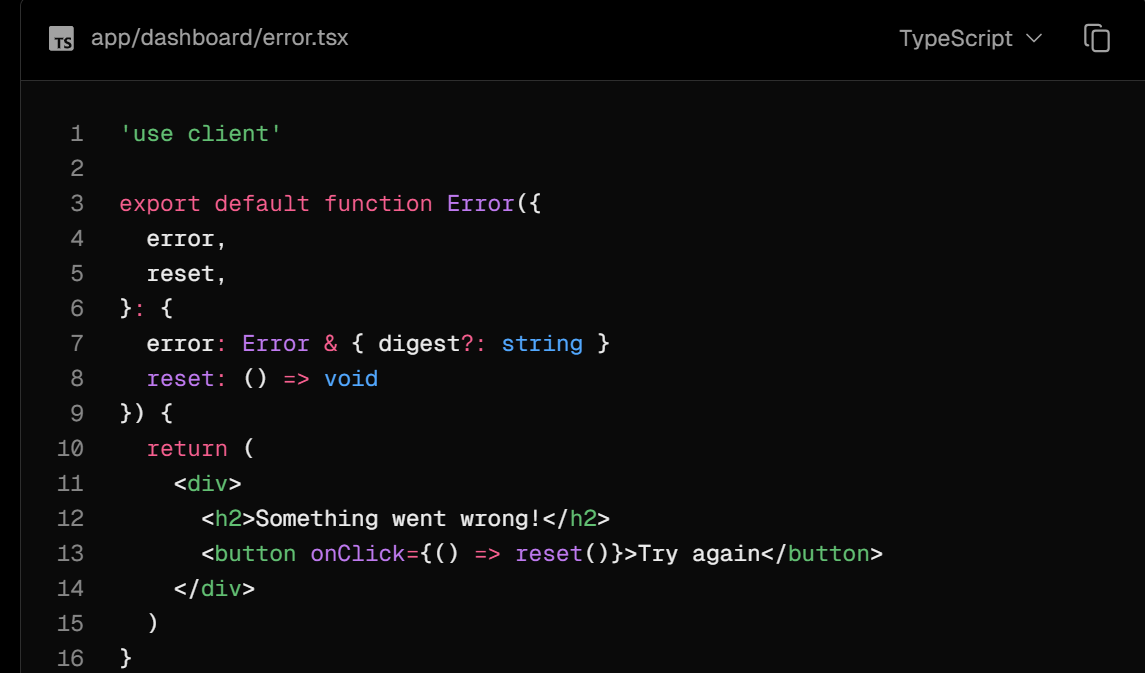 TS app/dashboard/error.tsx TypeScript
1 'use client'
2
3 export default function Error({
4   error,
5   reset,
6 }: {
7   error: Error & { digest?: string }
8   reset: () => void
9 }) {
10   return (
11     <div>
12       <h2>Something went wrong!</h2>
13       <button onClick={() => reset()}>Try again</button>
14     </div>
15   )
16 }